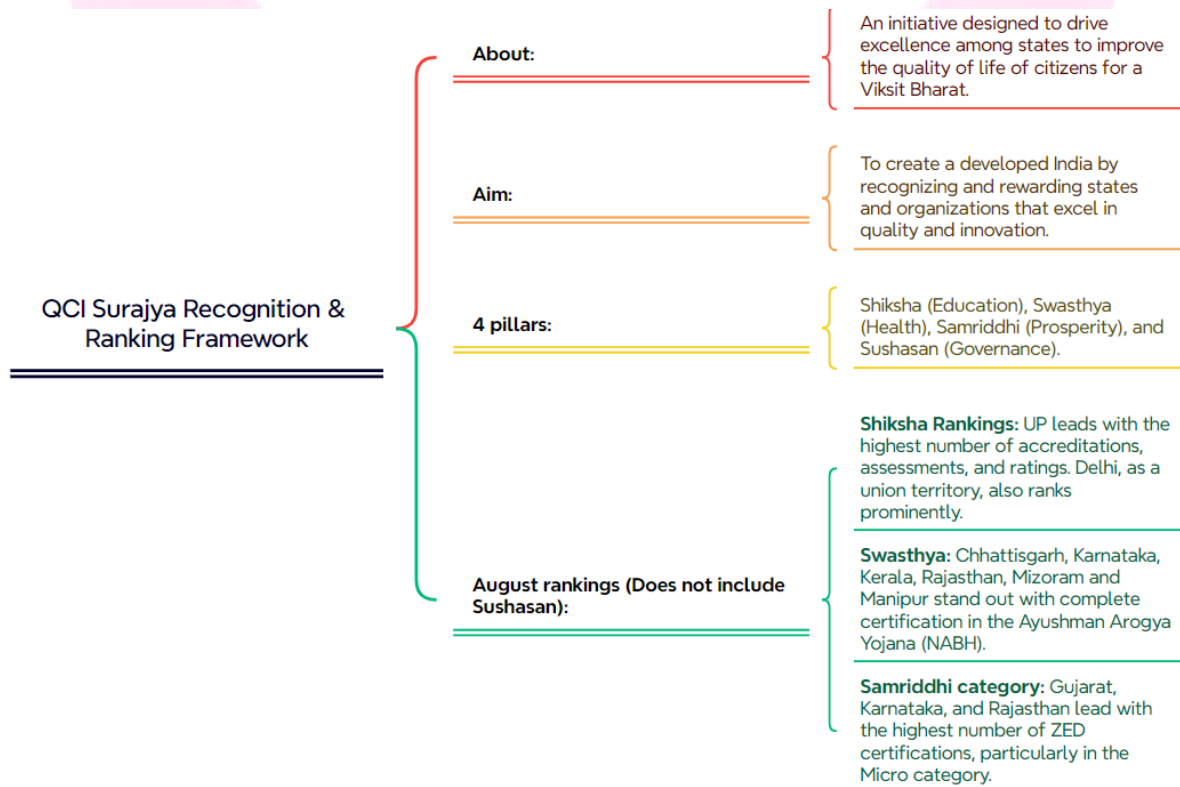 QCI Surajya Recognition &
Ranking Framework
About:
An initiative designed to drive
excellence among states to improve
the quality of life of citizens for a
Viksit Bharat.
Aim:
To create a developed India by
recognizing and rewarding states
and organizations that excel in
quality and innovation.
4 pillars:
Shiksha (Education), Swasthya
(Health), Samriddhi (Prosperity), and
Sushasan (Governance).
August rankings (Does not include
Sushasan):
Shiksha Rankings: UP leads with the
highest number of accreditations,
assessments, and ratings. Delhi, as a
union territory, also ranks
prominently.
Swasthya: Chhattisgarh, Karnataka,
Kerala, Rajasthan, Mizoram and
Manipur stand out with complete
certification in the Ayushman Arogya
Yojana (NABH).
Samriddhi category: Gujarat,
Karnataka, and Rajasthan lead with
the highest number of ZED
certifications, particularly in the
Micro category.